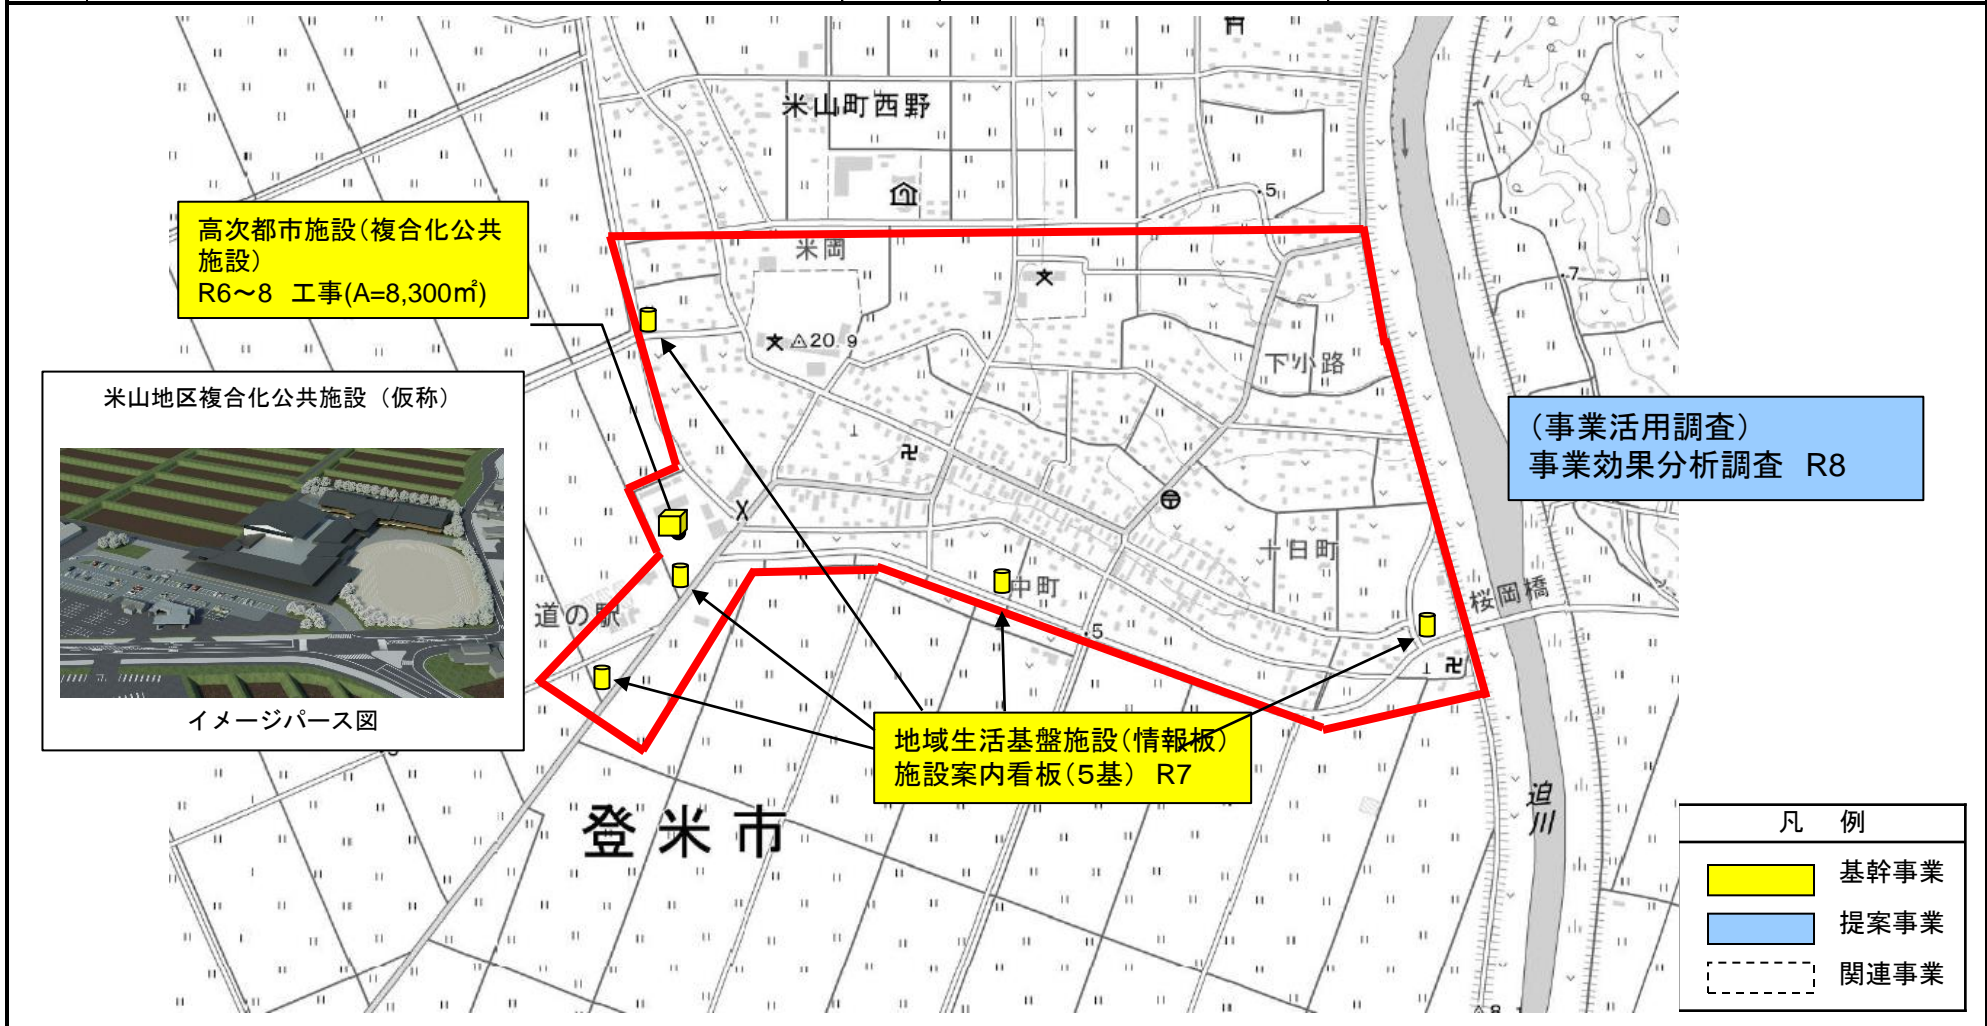 米山町西野
高次都市施設(複合化公共
施設)
R6～8 工事(A=8,300㎡)
米岡
5
7
△20.9
下小路
米山地区複合化公共施設（仮称）
イメージパース図
（事業活用調査）
事業効果分析調査 R8
十日町
中町
5
桜岡橋
道の駅
地域生活基盤施設(情報板)
施設案内看板(5基) R7
登米市
迫川
凡 例
基幹事業
提案事業
関連事業